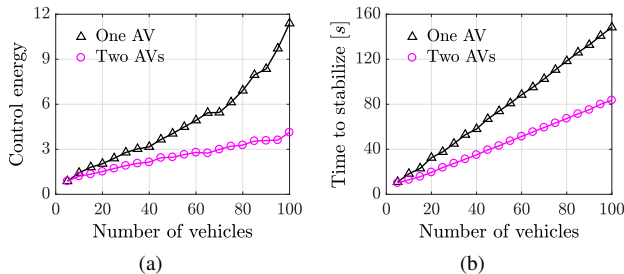 12
9
6
3
0
Control energy
One AV
Two AVs
0 20 40 60 80 100
Number of vehicles
(a)
160
120
80
40
0
Time to stabilize [s]
One AV
Two AVs
0 20 40 60 80 100
Number of vehicles
(b)